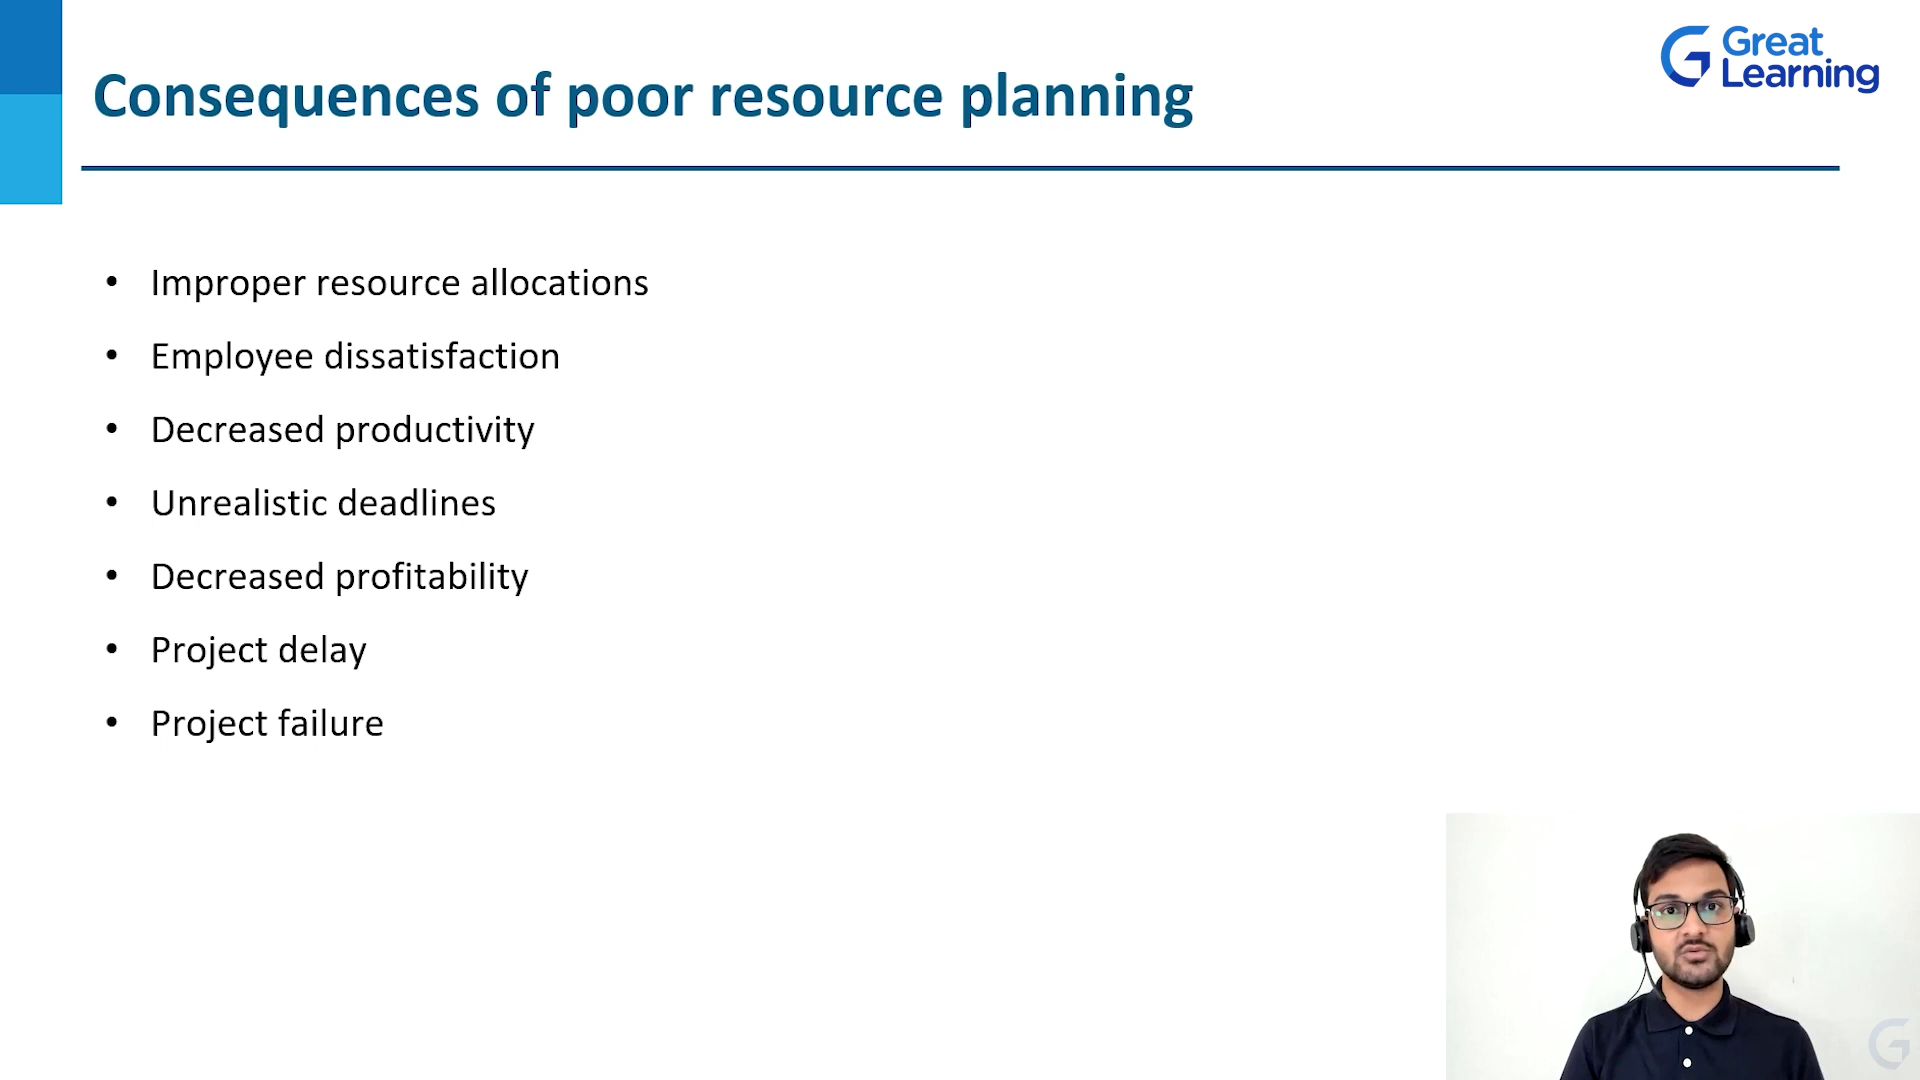 Great
Learning
Consequences of poor resource planning
• Improper resource allocations
• Employee dissatisfaction
• Decreased productivity
• Unrealistic deadlines
• Decreased profitability
• Project delay
• Project failure